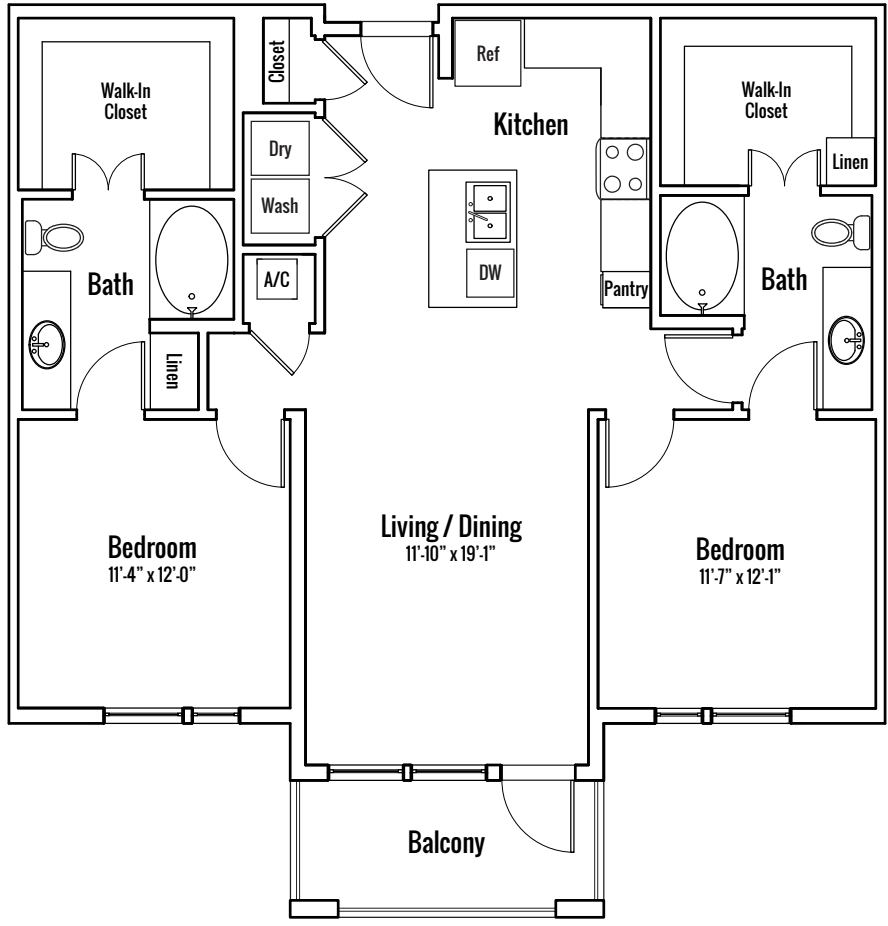 Closet
Ref
Walk-In
Closet
Walk-In
Closet
Kitchen
Dry
Linen
Wash
DW
A/C
Bath
Bath
Pantry
Linen
Living / Dining
11'-10" x 19'-1"
Bedroom
11'-4" x 12'-0"
Bedroom
11'-7" x 12'-1"
Balcony